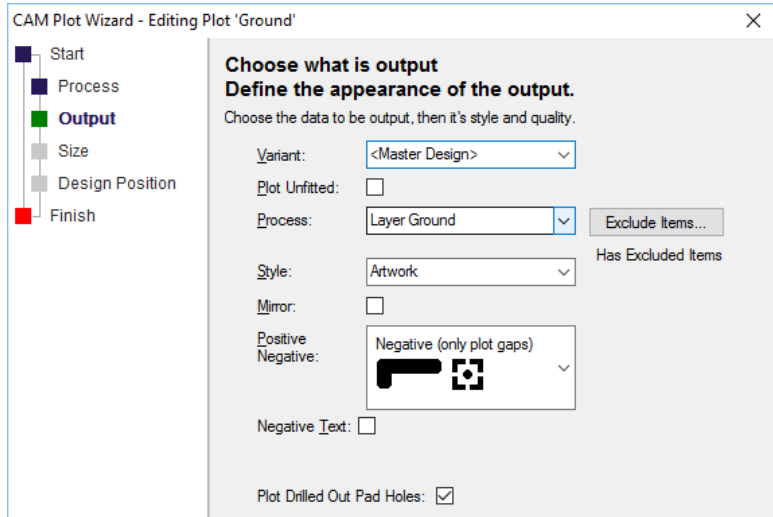 CAM Plot Wizard - Editing Plot 'Ground'
Start
Process
Output
Size
Design Position
Finish
Choose what is output
Define the appearance of the output.
Choose the data to be output, then it's style and quality.
Variant: <Master Design>
Plot Unfitted:
Process: Layer Ground Exclude Items...
Has Excluded Items
Style: Artwork
Mirror:
Positive
Negative: Negative (only plot gaps)
Negative Text:
Plot Drilled Out Pad Holes: